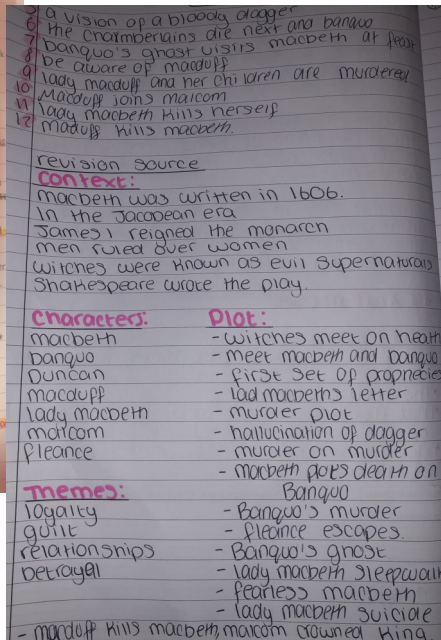 5 a vision of a bloody dagger
6 the chamberlains die next and banquo
7 banquo's ghost visits macbeth at feast
8 be aware of macduff
9 lady macduff and her children are murdered
10 Macduff joins malcom
11 lady macbeth kills herself
12 maduff kills macbeth.
revision source
context:
macbeth was written in 1606.
In the Jacobean era
James I reigned the monarch
men ruled over women
witches were known as evil supernaturals
Shakespeare wrote the play.
Characters:
macbeth
banquo
Duncan
macduff
lady macbeth
malcom
fleance
Themes:
loyalty
guilt
relationships
betrayal
Plot:
- witches meet on heath
- meet macbeth and banquo
- first set of prophecies
- lad macbeths letter
- murder plot
- hallucination of dagger
- murder on murder
- macbeth plots death on
Banquo
- Banquo's murder
- fleance escapes.
- Banquo's ghost
- lady macbeth sleepwalk
- fearless macbeth
- lady macbeth suicide
- macduff kills macbeth, malcom crowned king